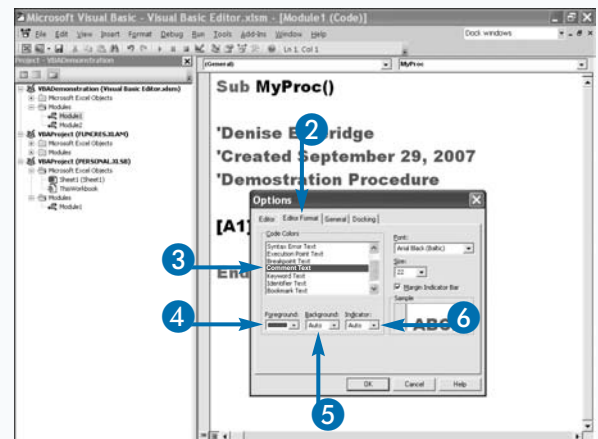 Microsoft Visual Basic - Visual Basic Editor.xlsm - [Module1 (Code)]
File Edit View Insert Format Debug Run Tools Add-Ins Window Help
Dock windows
Ln 1, Col 1
Project - VBADemonstration
(General)
MyProc
VBADemonstration (Visual Basic Editor.xlsm)
Microsoft Excel Objects
Modules
Module1
Module2
VBAProject (FUNCRES.XLAM)
Microsoft Excel Objects
Modules
VBAProject (PERSONAL.XLSB)
Microsoft Excel Objects
Sheet1 (Sheet1)
ThisWorkbook
Modules
Module1
Sub MyProc()
'Denise E ridge
'Created September 29, 2007
'Demostration Procedure
[A1]
End
2
Options
Editor Editor Format General Docking
Code Colors
Syntax Error Text
Execution Point Text
Breakpoint Text
Comment Text
Keyword Text
Identifier Text
Bookmark Text
Font:
Arial Black (Baltic)
Size:
22
Margin Indicator Bar
Sample
ABC
Foreground: Background: Indicator:
Auto Auto
OK Cancel Help
3
4
5
6